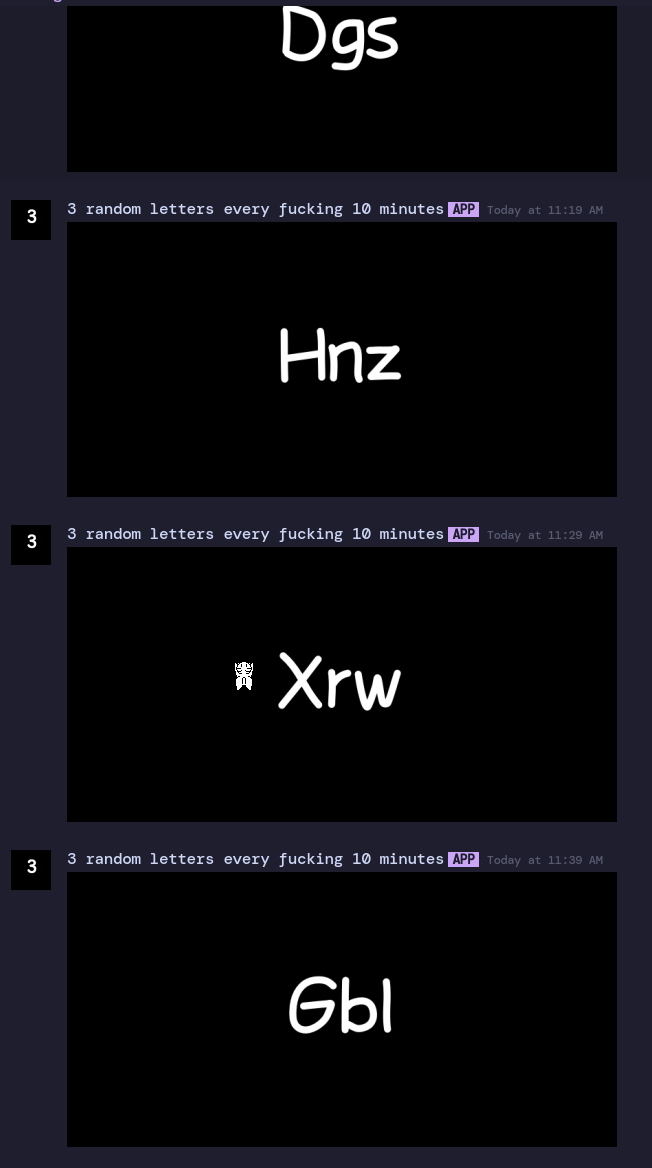 Dgs
3
3 random letters every fucking 10 minutes APP Today at 11:19 AM
Hnz
3
3 random letters every fucking 10 minutes APP Today at 11:29 AM
Xrw
3
3 random letters every fucking 10 minutes APP Today at 11:39 AM
Gbl